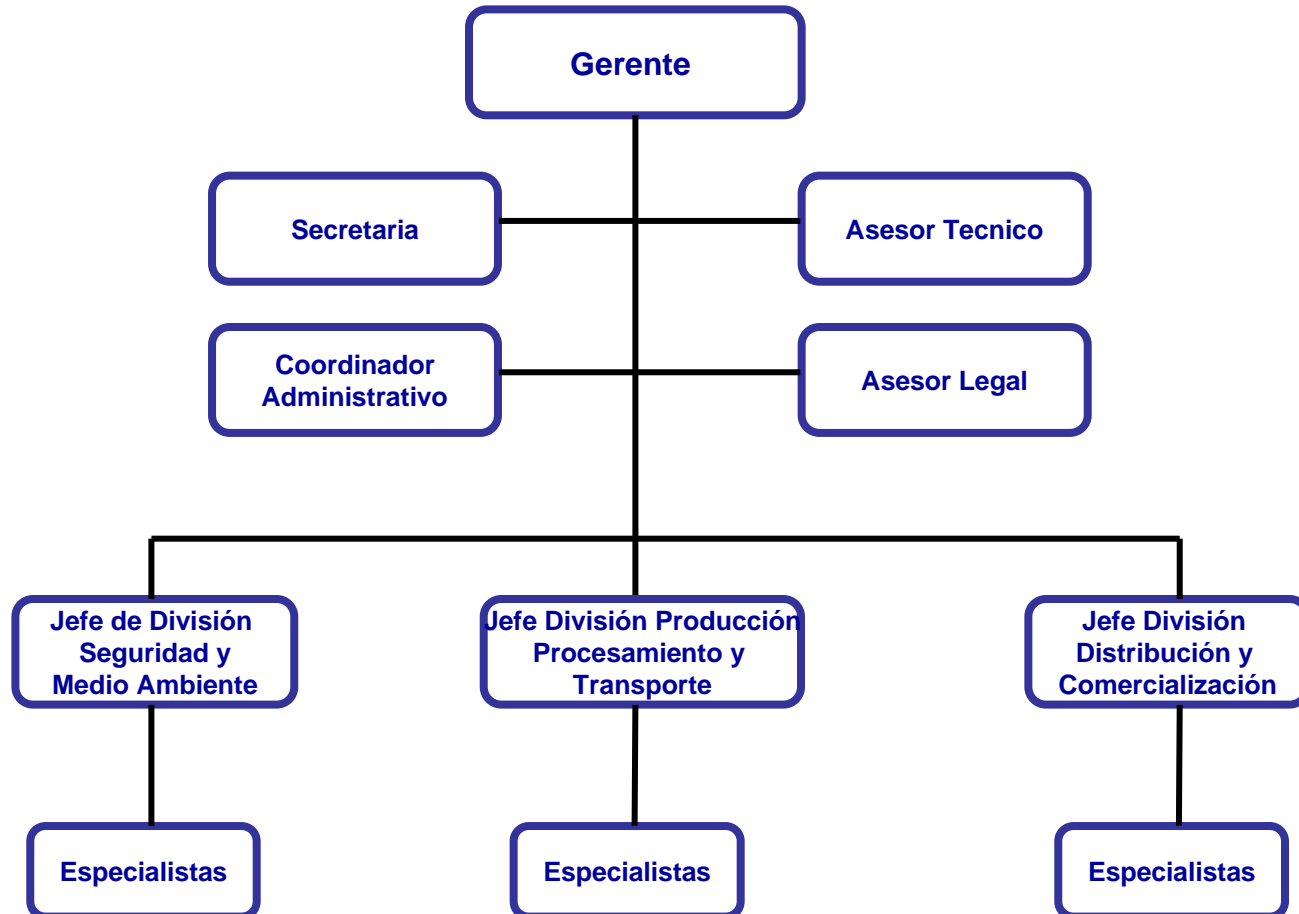 Gerente
Secretaria
Asesor Tecnico
Coordinador
Administrativo
Asesor Legal
Jefe de División
Seguridad y
Medio Ambiente
Jefe División Producción
Procesamiento y
Transporte
Jefe División
Distribución y
Comercialización
Especialistas
Especialistas
Especialistas